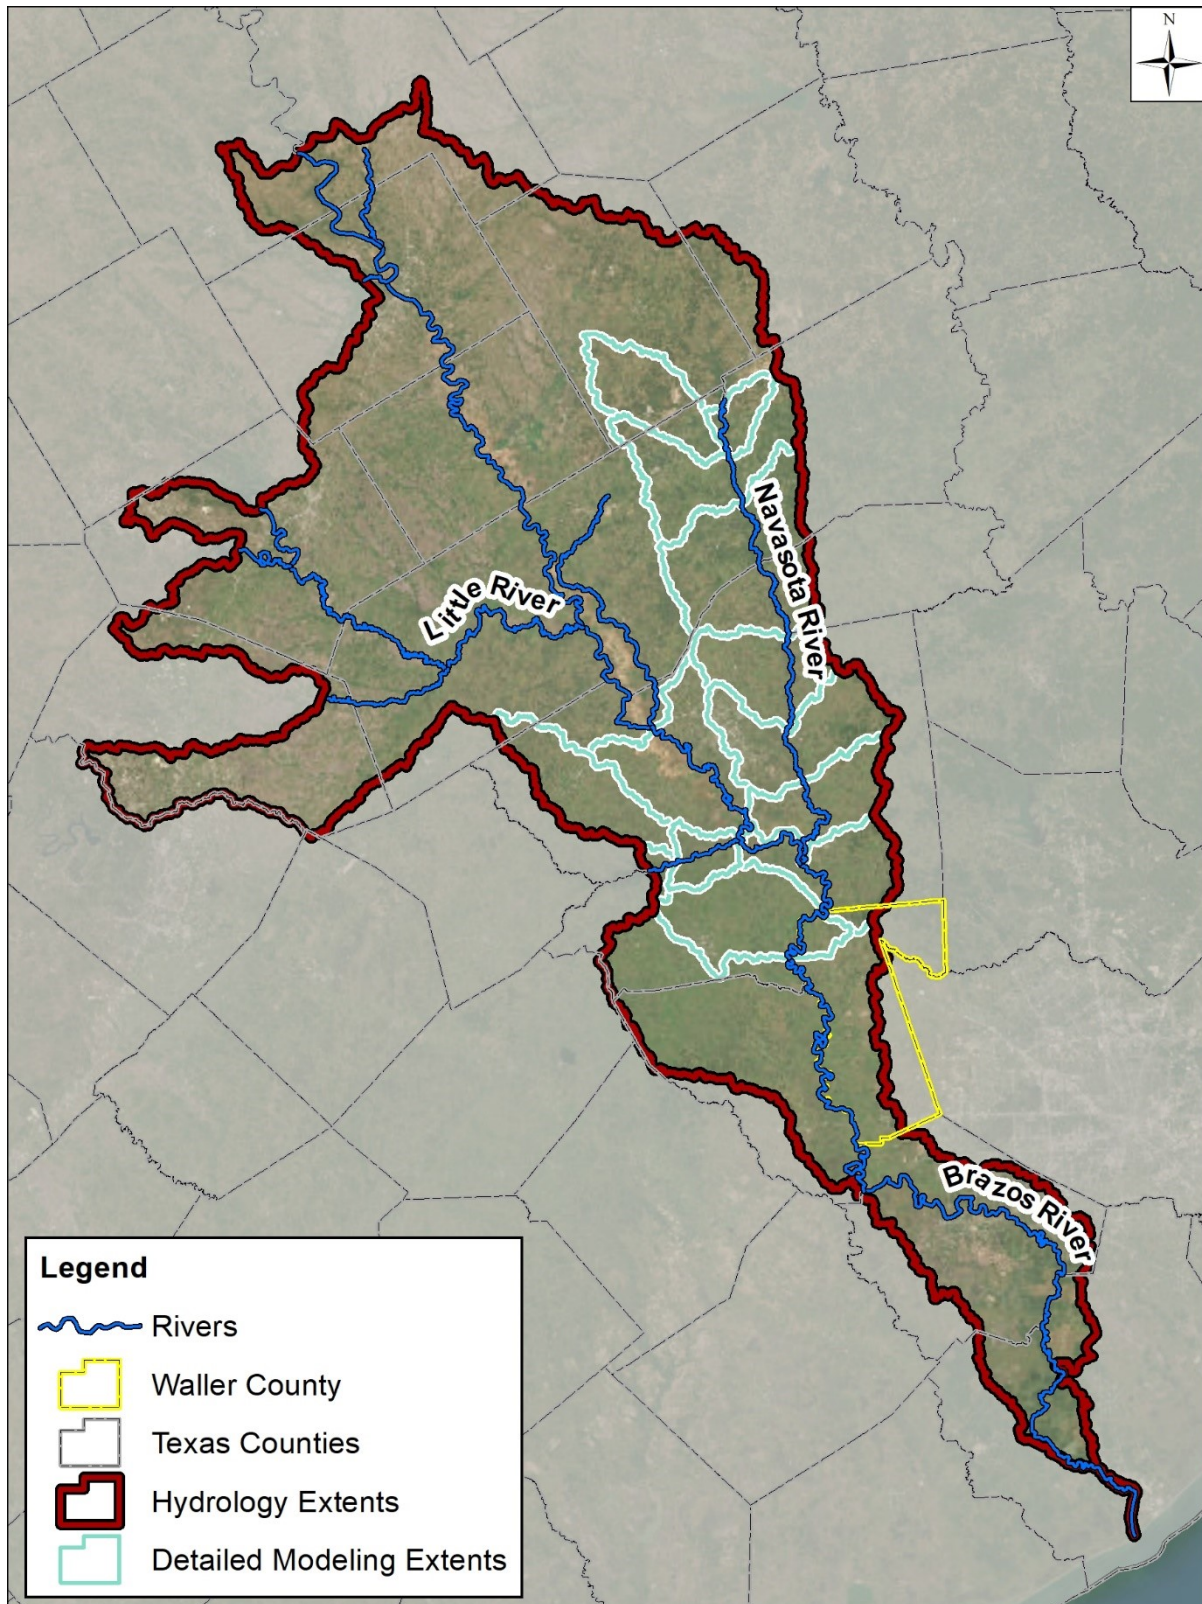 N
Navasota River
Little River
Brazos River
Legend
Rivers
Waller County
Texas Counties
Hydrology Extents
Detailed Modeling Extents